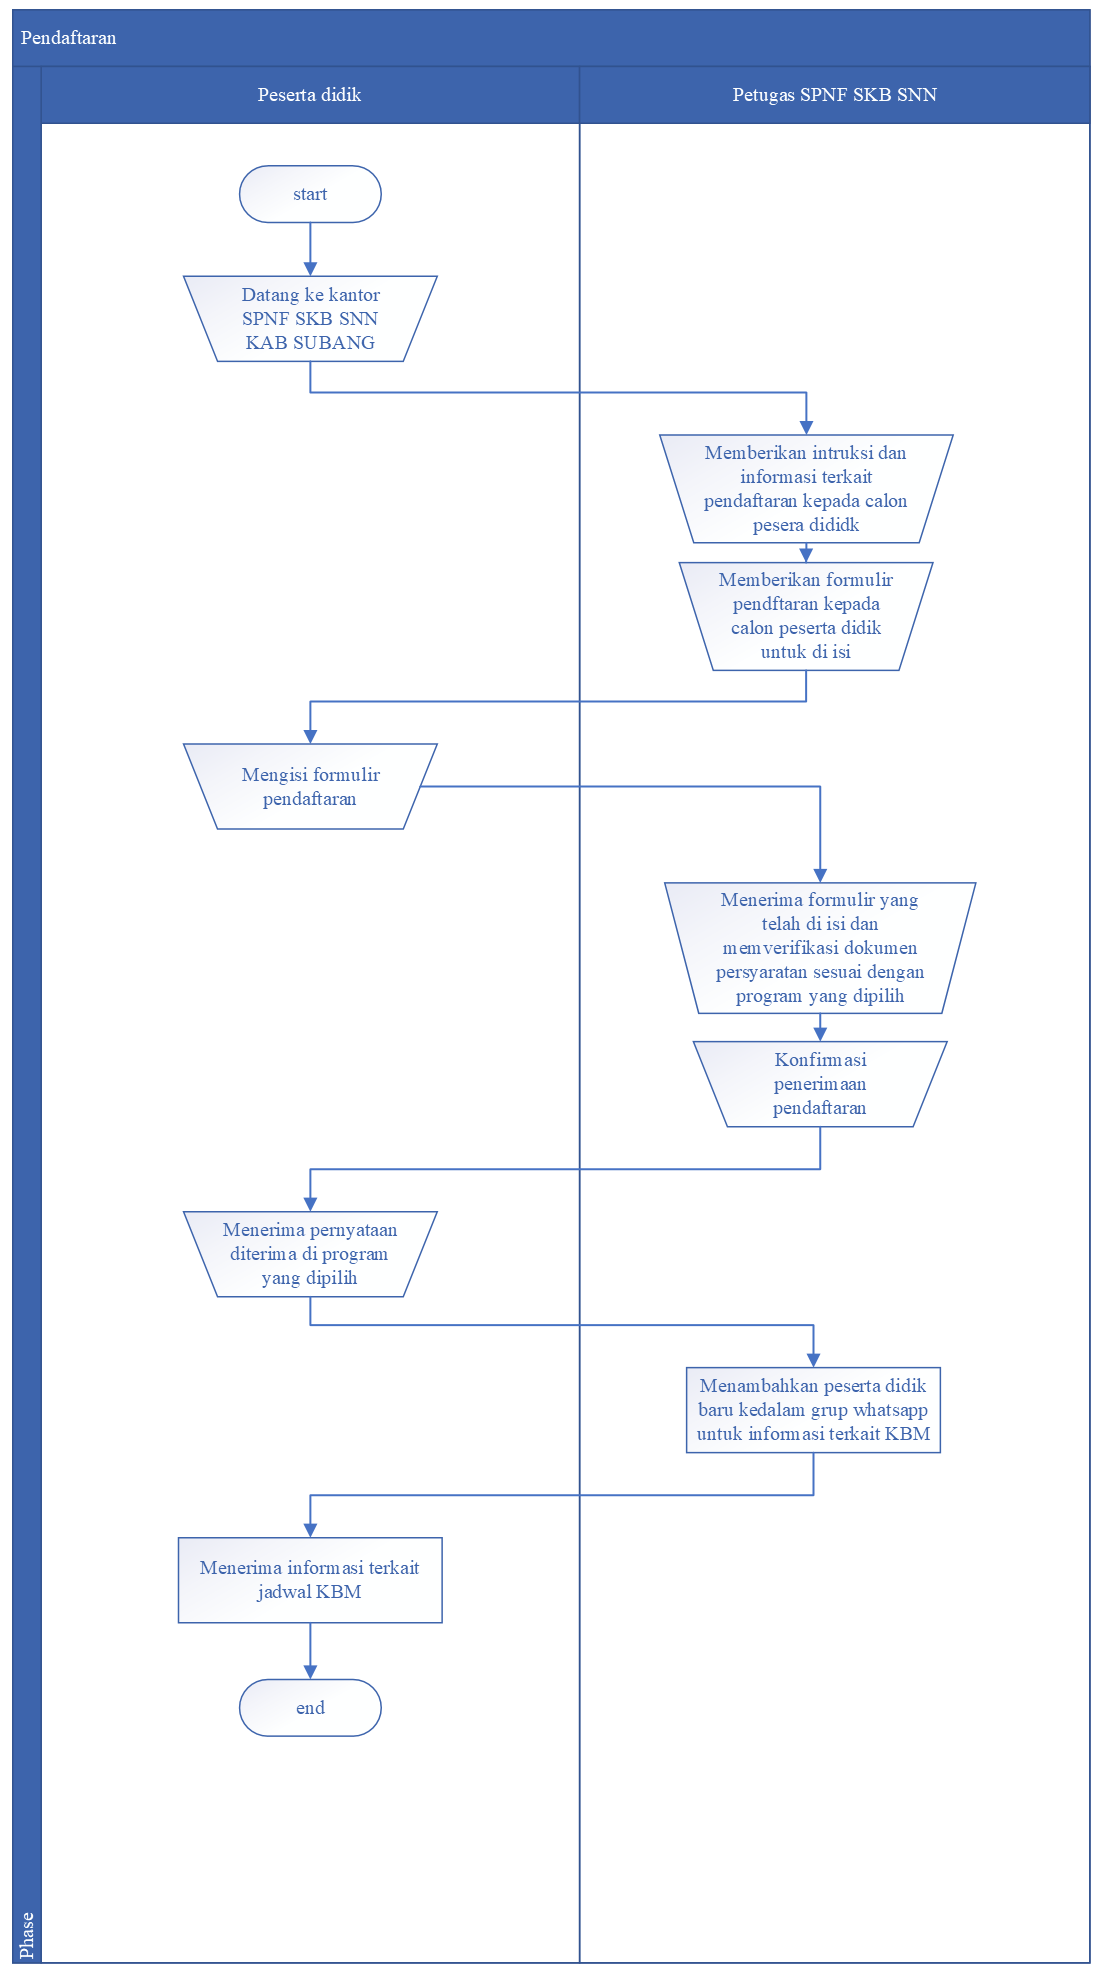 Pendaftaran
Peserta didik
Petugas SPNF SKB SNN
start
Datang ke kantor
SPNF SKB SNN
KAB SUBANG
Memberikan intruksi dan
informasi terkait
pendaftaran kepada calon
pesera dididk
Memberikan formulir
pendftaran kepada
calon peserta didik
untuk di isi
Mengisi formulir
pendaftaran
Menerima formulir yang
telah di isi dan
memverifikasi dokumen
persyaratan sesuai dengan
program yang dipilih
Konfirmasi
penerimaan
pendaftaran
Menerima pernyataan
diterima di program
yang dipilih
Menambahkan peserta didik
baru kedalam grup whatsapp
untuk informasi terkait KBM
Menerima informasi terkait
jadwal KBM
end
Phase